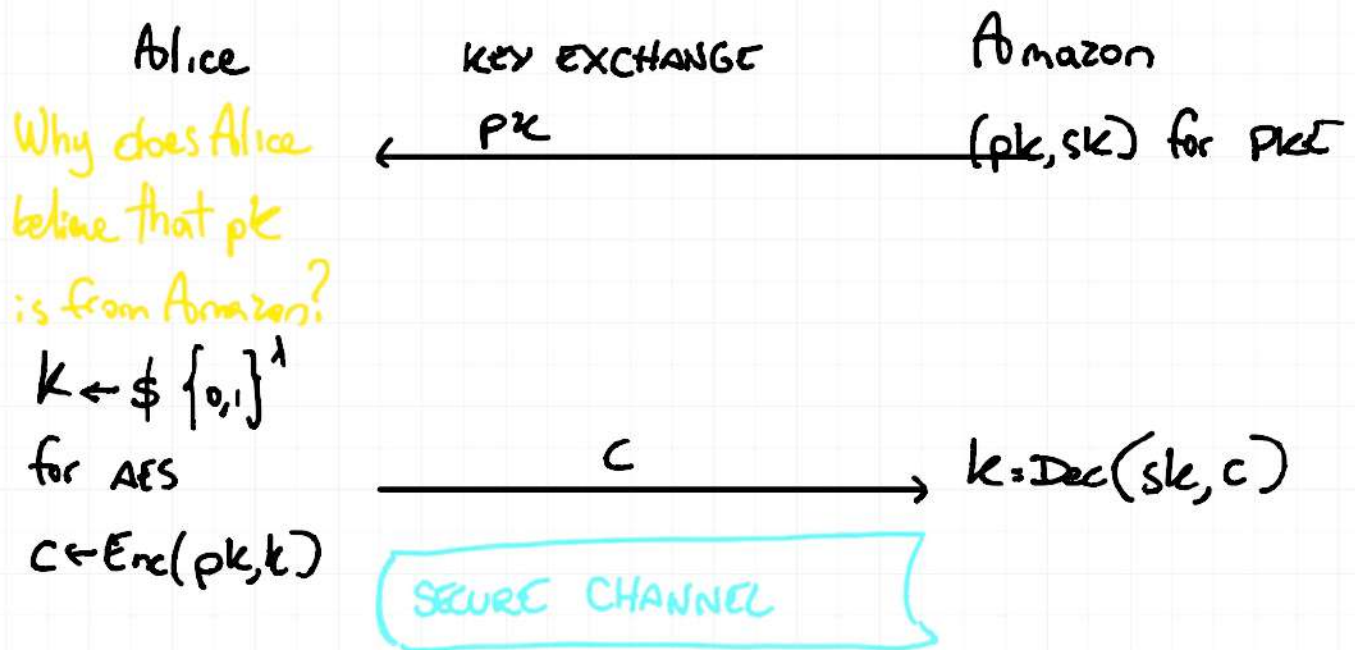 Alice KEY EXCHANGE Amazon
Why does Alice
believe that pk
is from Amazon?
pk
(pk, sk) for PKE
k ←$ {0,1}^λ
for AES
c ← Enc(pk, k)
c
k = Dec(sk, c)
SECURE CHANNEL